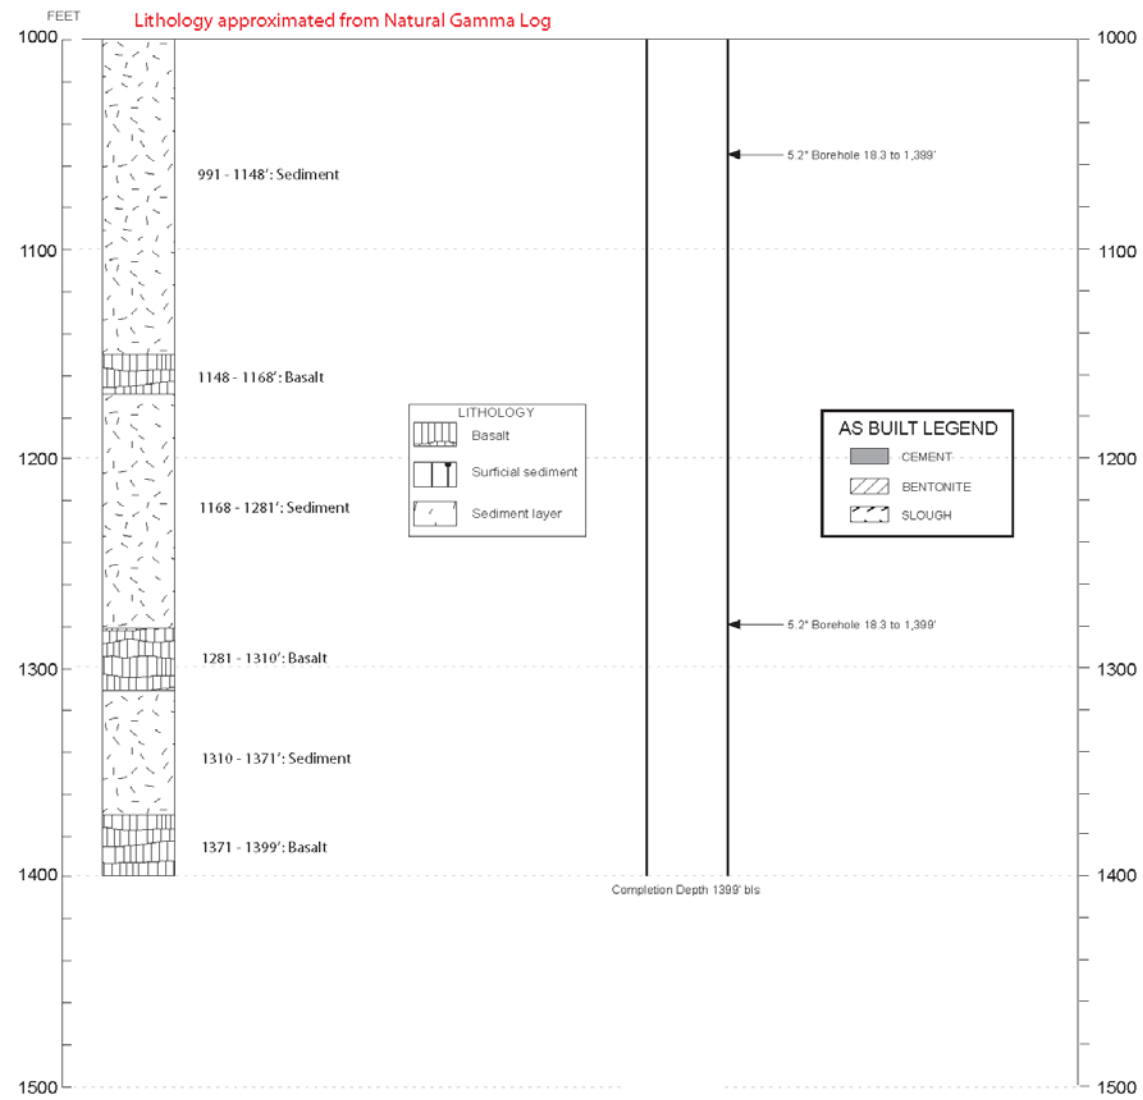 FEET
Lithology approximated from Natural Gamma Log
1000
1000
5.2" Borehole 18.3 to 1,399'
991 - 1148': Sediment
1100
1100
1148 - 1168': Basalt
LITHOLOGY
Basalt
Surficial sediment
Sediment layer
AS BUILT LEGEND
CEMENT
BENTONITE
SLOUGH
1200
1200
1168 - 1281': Sediment
5.2" Borehole 18.3 to 1,399'
1281 - 1310': Basalt
1300
1300
1310 - 1371': Sediment
1371 - 1399': Basalt
1400
1400
Completion Depth 1399' bls
1500
1500